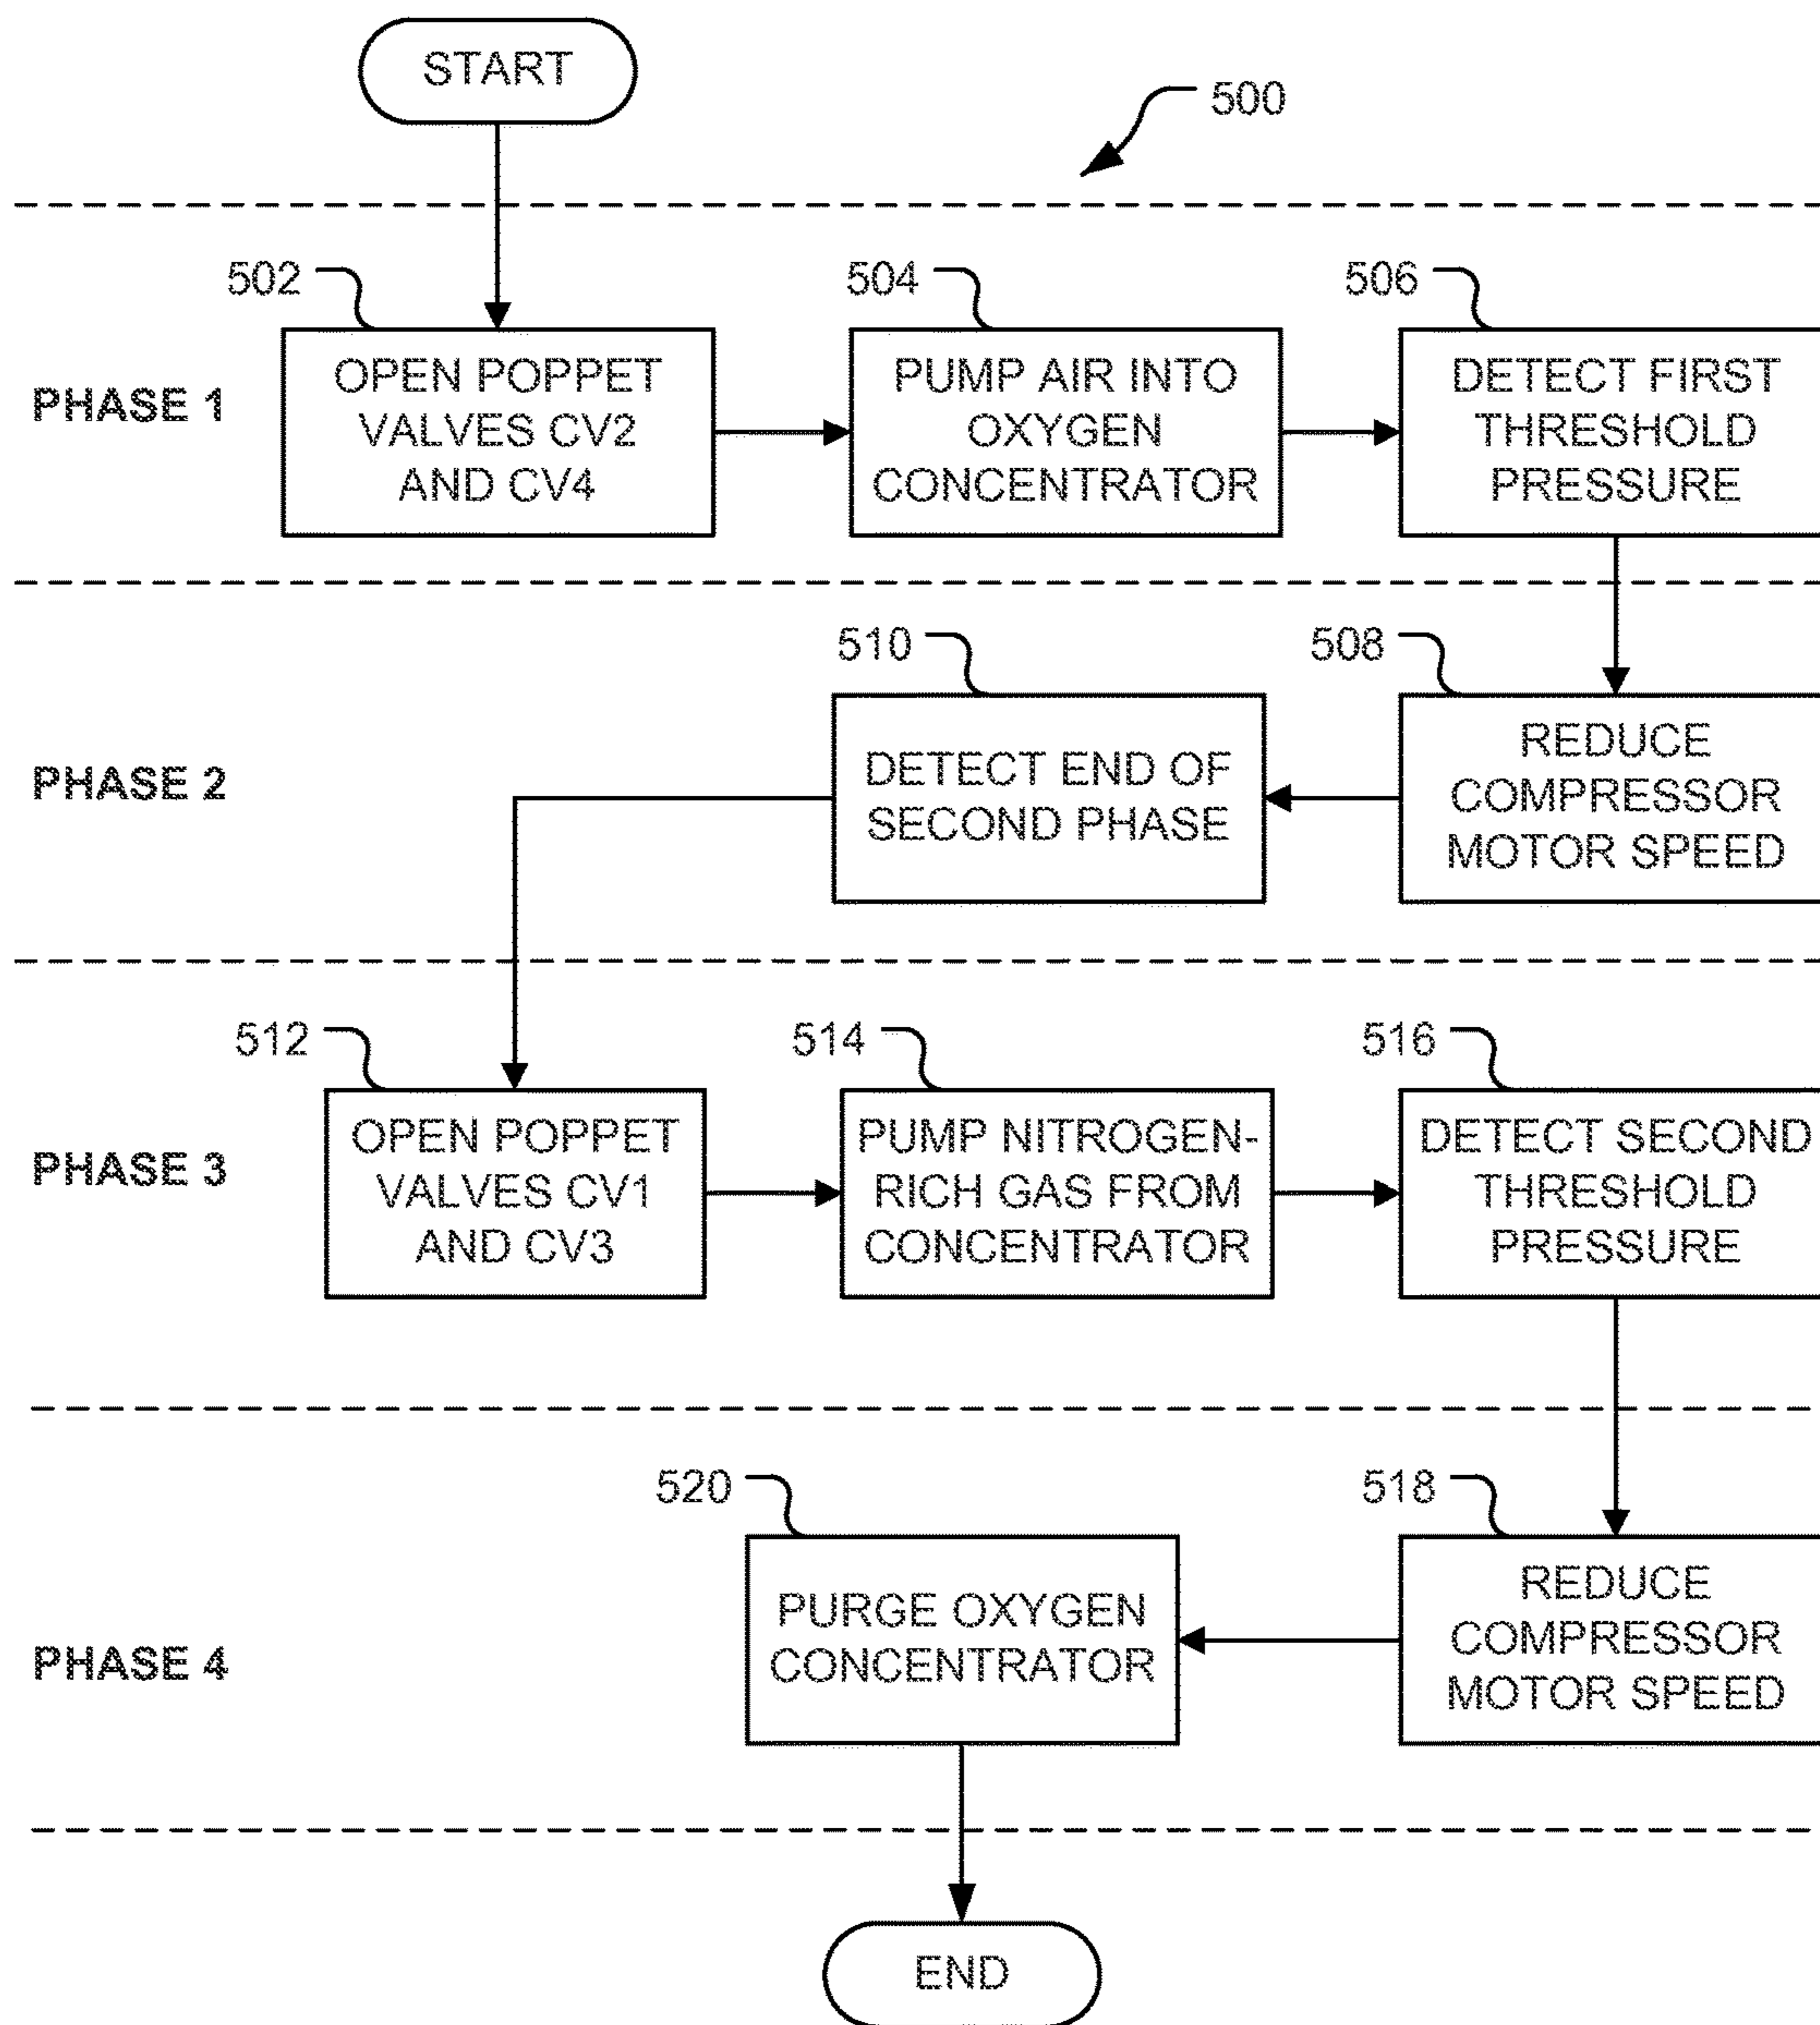 START
500
PHASE 1
502
OPEN POPPET
VALVES CV2
AND CV4
504
PUMP AIR INTO
OXYGEN
CONCENTRATOR
506
DETECT FIRST
THRESHOLD
PRESSURE
PHASE 2
508
REDUCE
COMPRESSOR
MOTOR SPEED
510
DETECT END OF
SECOND PHASE
PHASE 3
512
OPEN POPPET
VALVES CV1
AND CV3
514
PUMP NITROGEN-
RICH GAS FROM
CONCENTRATOR
516
DETECT SECOND
THRESHOLD
PRESSURE
PHASE 4
518
REDUCE
COMPRESSOR
MOTOR SPEED
520
PURGE OXYGEN
CONCENTRATOR
END